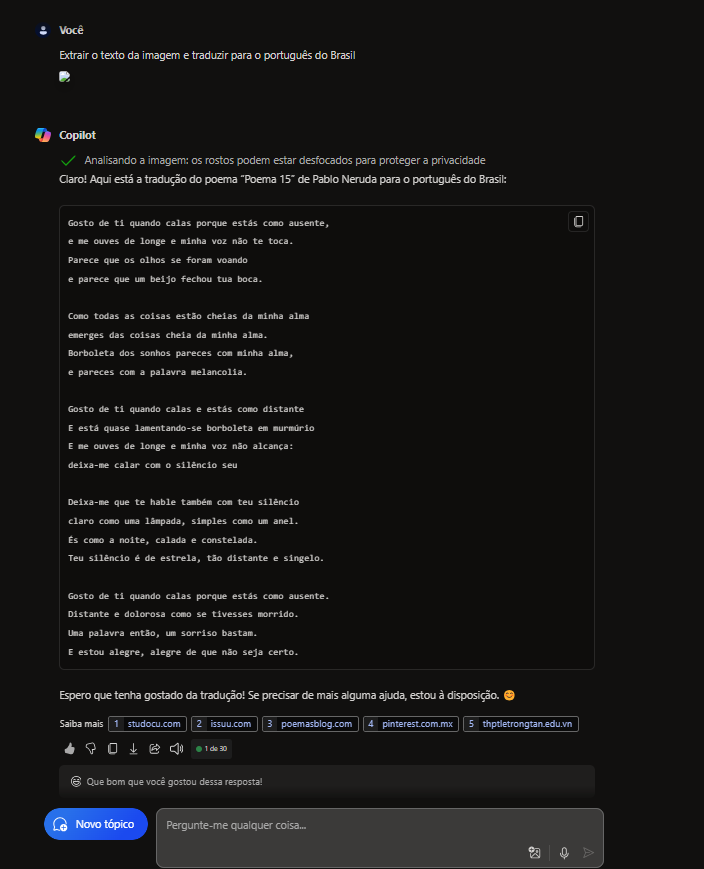 Você
Extrair o texto da imagem e traduzir para o português do Brasil
Copilot
Analisando a imagem: os rostos podem estar desfocados para proteger a privacidade
Claro! Aqui está a tradução do poema “Poema 15” de Pablo Neruda para o português do Brasil:
Gosto de ti quando calas porque estás como ausente,
e me ouves de longe e minha voz não te toca.
Parece que os olhos se foram voando
e parece que um beijo fechou tua boca.
Como todas as coisas estão cheias da minha alma
emerges das coisas cheia da minha alma.
Borboleta dos sonhos pareces com minha alma,
e pareces com a palavra melancolia.
Gosto de ti quando calas e estás como distante
E está quase lamentando-se borboleta em murmúrio
E me ouves de longe e minha voz não alcança:
deixa-me calar com o silêncio seu
Deixa-me que te hable também com teu silêncio
claro como uma lâmpada, simples como um anel.
És como a noite, calada e constelada.
Teu silêncio é de estrela, tão distante e singelo.
Gosto de ti quando calas porque estás como ausente.
Distante e dolorosa como se tivesses morrido.
Uma palavra então, um sorriso bastam.
E estou alegre, alegre de que não seja certo.
Espero que tenha gostado da tradução! Se precisar de mais alguma ajuda, estou à disposição. 😊
Saiba mais 1 studocu.com 2 issuu.com 3 poemasblog.com 4 pinterest.com.mx 5 thptletrongtan.edu.vn
1 de 30
Que bom que você gostou dessa resposta!
Novo tópico
Pergunte-me qualquer coisa...